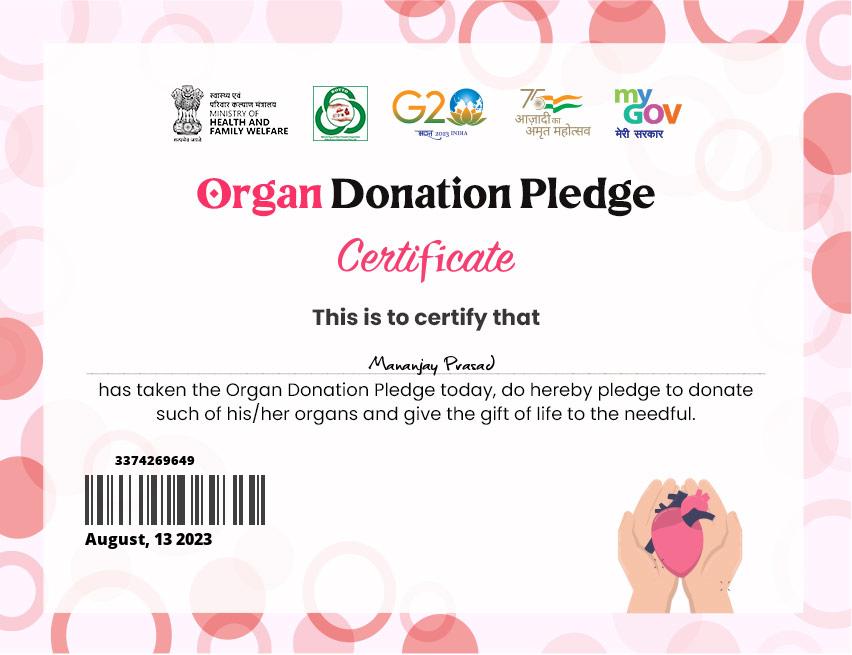 स्वास्थ्य एवं
परिवार कल्याण मंत्रालय
MINISTRY OF
HEALTH AND
FAMILY WELFARE
सत्यमेव जयते
NOTTO
G20
भारत 2023 INDIA
75
आज़ादी का
अमृत महोत्सव
my
GOV
मेरी सरकार
Organ Donation Pledge
Certificate
This is to certify that
Mananjay Prasad
has taken the Organ Donation Pledge today, do hereby pledge to donate
such of his/her organs and give the gift of life to the needful.
3374269649
August, 13 2023